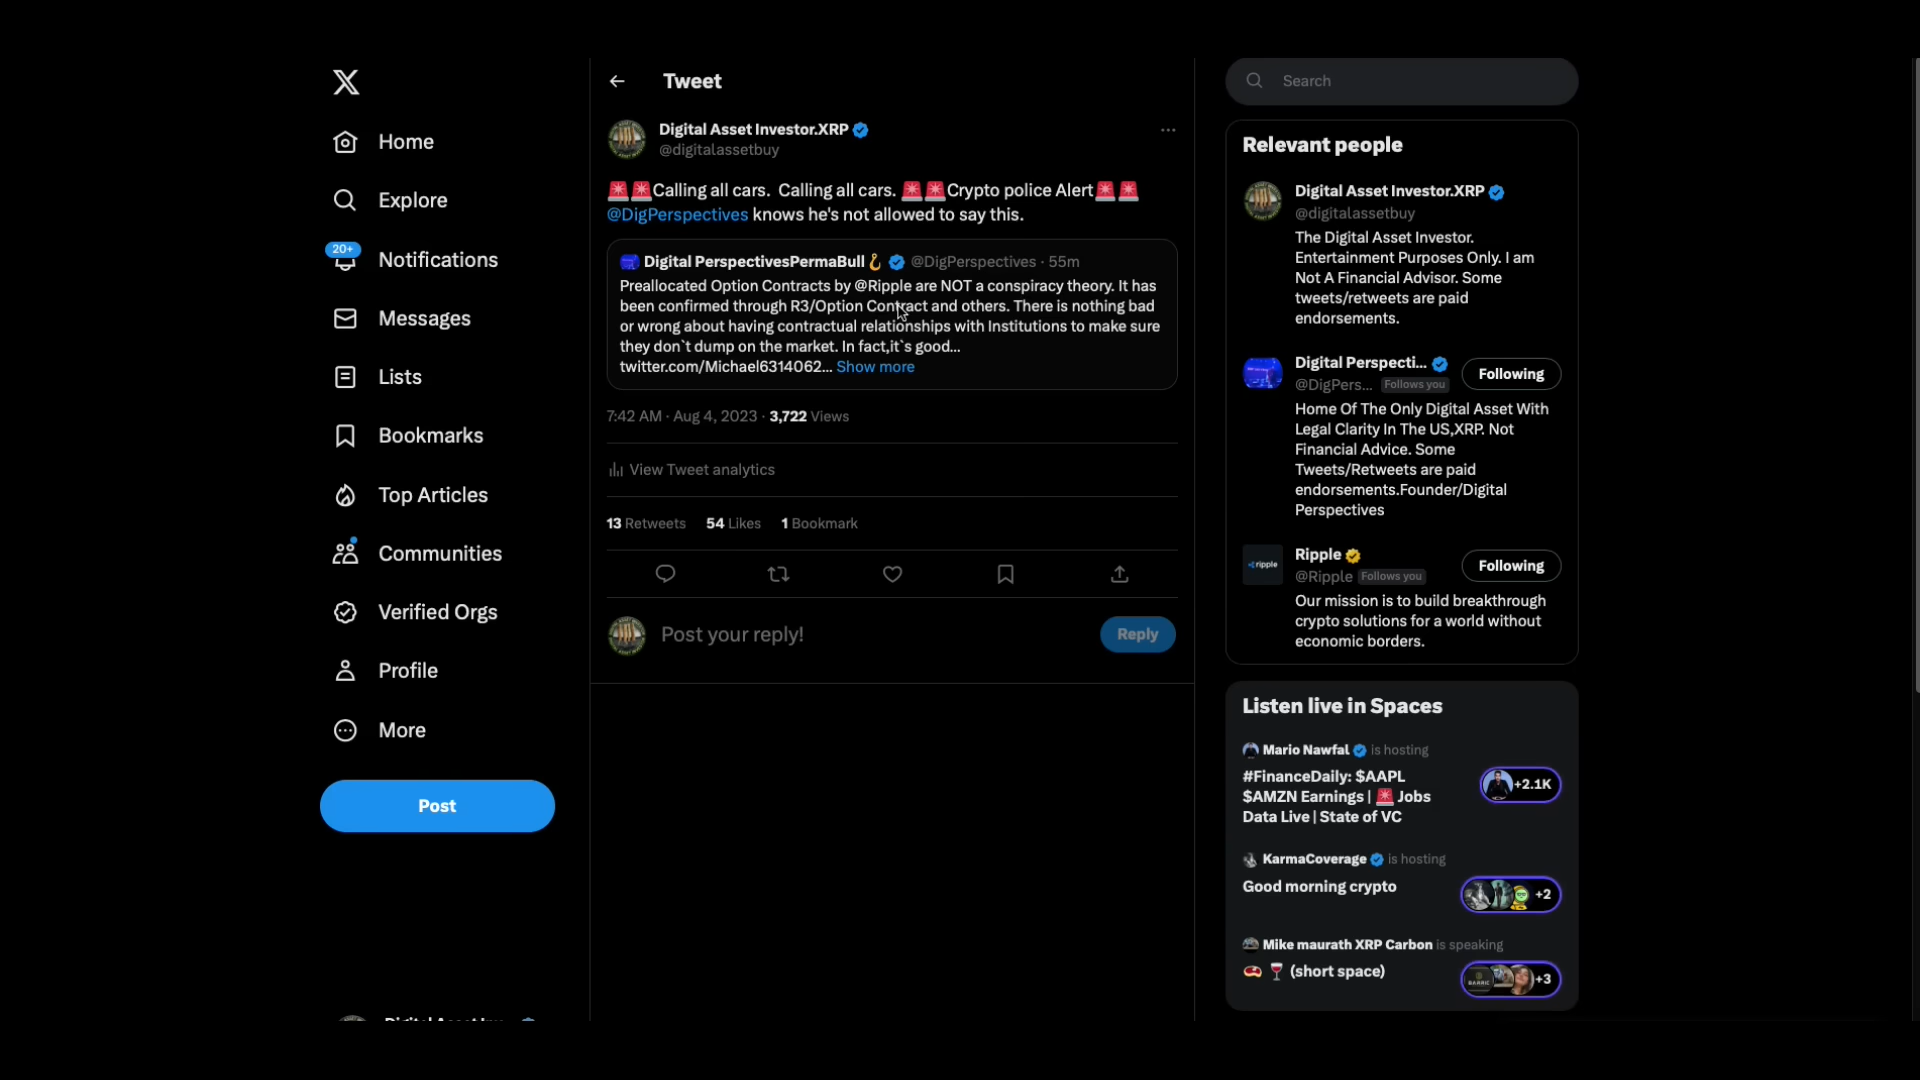 Home
Explore
20+
Notifications
Messages
Lists
Bookmarks
Top Articles
Communities
Verified Orgs
Profile
More
Post
Tweet
Digital Asset Investor.XRP
@digitalassetbuy
🚨🚨Calling all cars. Calling all cars. 🚨🚨Crypto police Alert🚨🚨
@DigPerspectives knows he's not allowed to say this.
Digital PerspectivesPermaBull🪝 @DigPerspectives · 55m
Preallocated Option Contracts by @Ripple are NOT a conspiracy theory. It has
been confirmed through R3/Option Contract and others. There is nothing bad
or wrong about having contractual relationships with Institutions to make sure
they don`t dump on the market. In fact,it`s good...
twitter.com/Michael6314062... Show more
7:42 AM · Aug 4, 2023 · 3,722 Views
View Tweet analytics
13 Retweets 54 Likes 1 Bookmark
Post your reply!
Reply
Search
Relevant people
Digital Asset Investor.XRP
@digitalassetbuy
The Digital Asset Investor.
Entertainment Purposes Only. I am
Not A Financial Advisor. Some
tweets/retweets are paid
endorsements.
Digital Perspecti...
@DigPers... Follows you
Following
Home Of The Only Digital Asset With
Legal Clarity In The US,XRP. Not
Financial Advice. Some
Tweets/Retweets are paid
endorsements.Founder/Digital
Perspectives
ripple
Ripple
@Ripple Follows you
Following
Our mission is to build breakthrough
crypto solutions for a world without
economic borders.
Listen live in Spaces
Mario Nawfal is hosting
#FinanceDaily: $AAPL
$AMZN Earnings | 🚨 Jobs
Data Live | State of VC
+2.1K
KarmaCoverage is hosting
Good morning crypto
+2
Mike maurath XRP Carbon is speaking
🥩 🍷 (short space)
+3